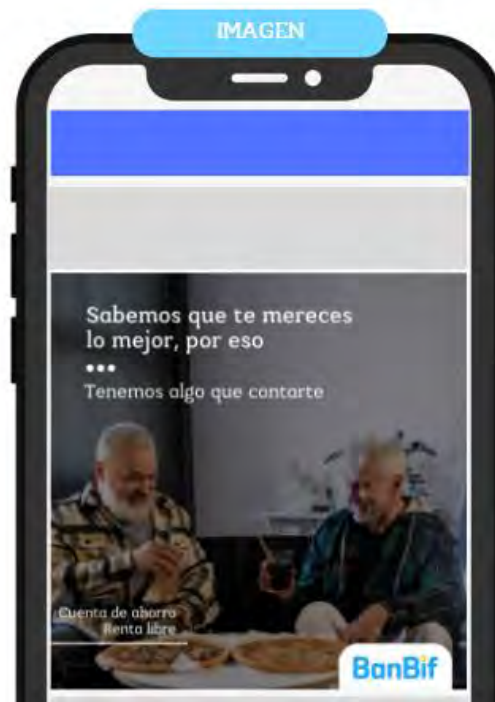 IMAGEN
Sabemos que te mereces
lo mejor, por eso
•••
Tenemos algo que contarte
Cuenta de ahorro
Renta libre
BanBif